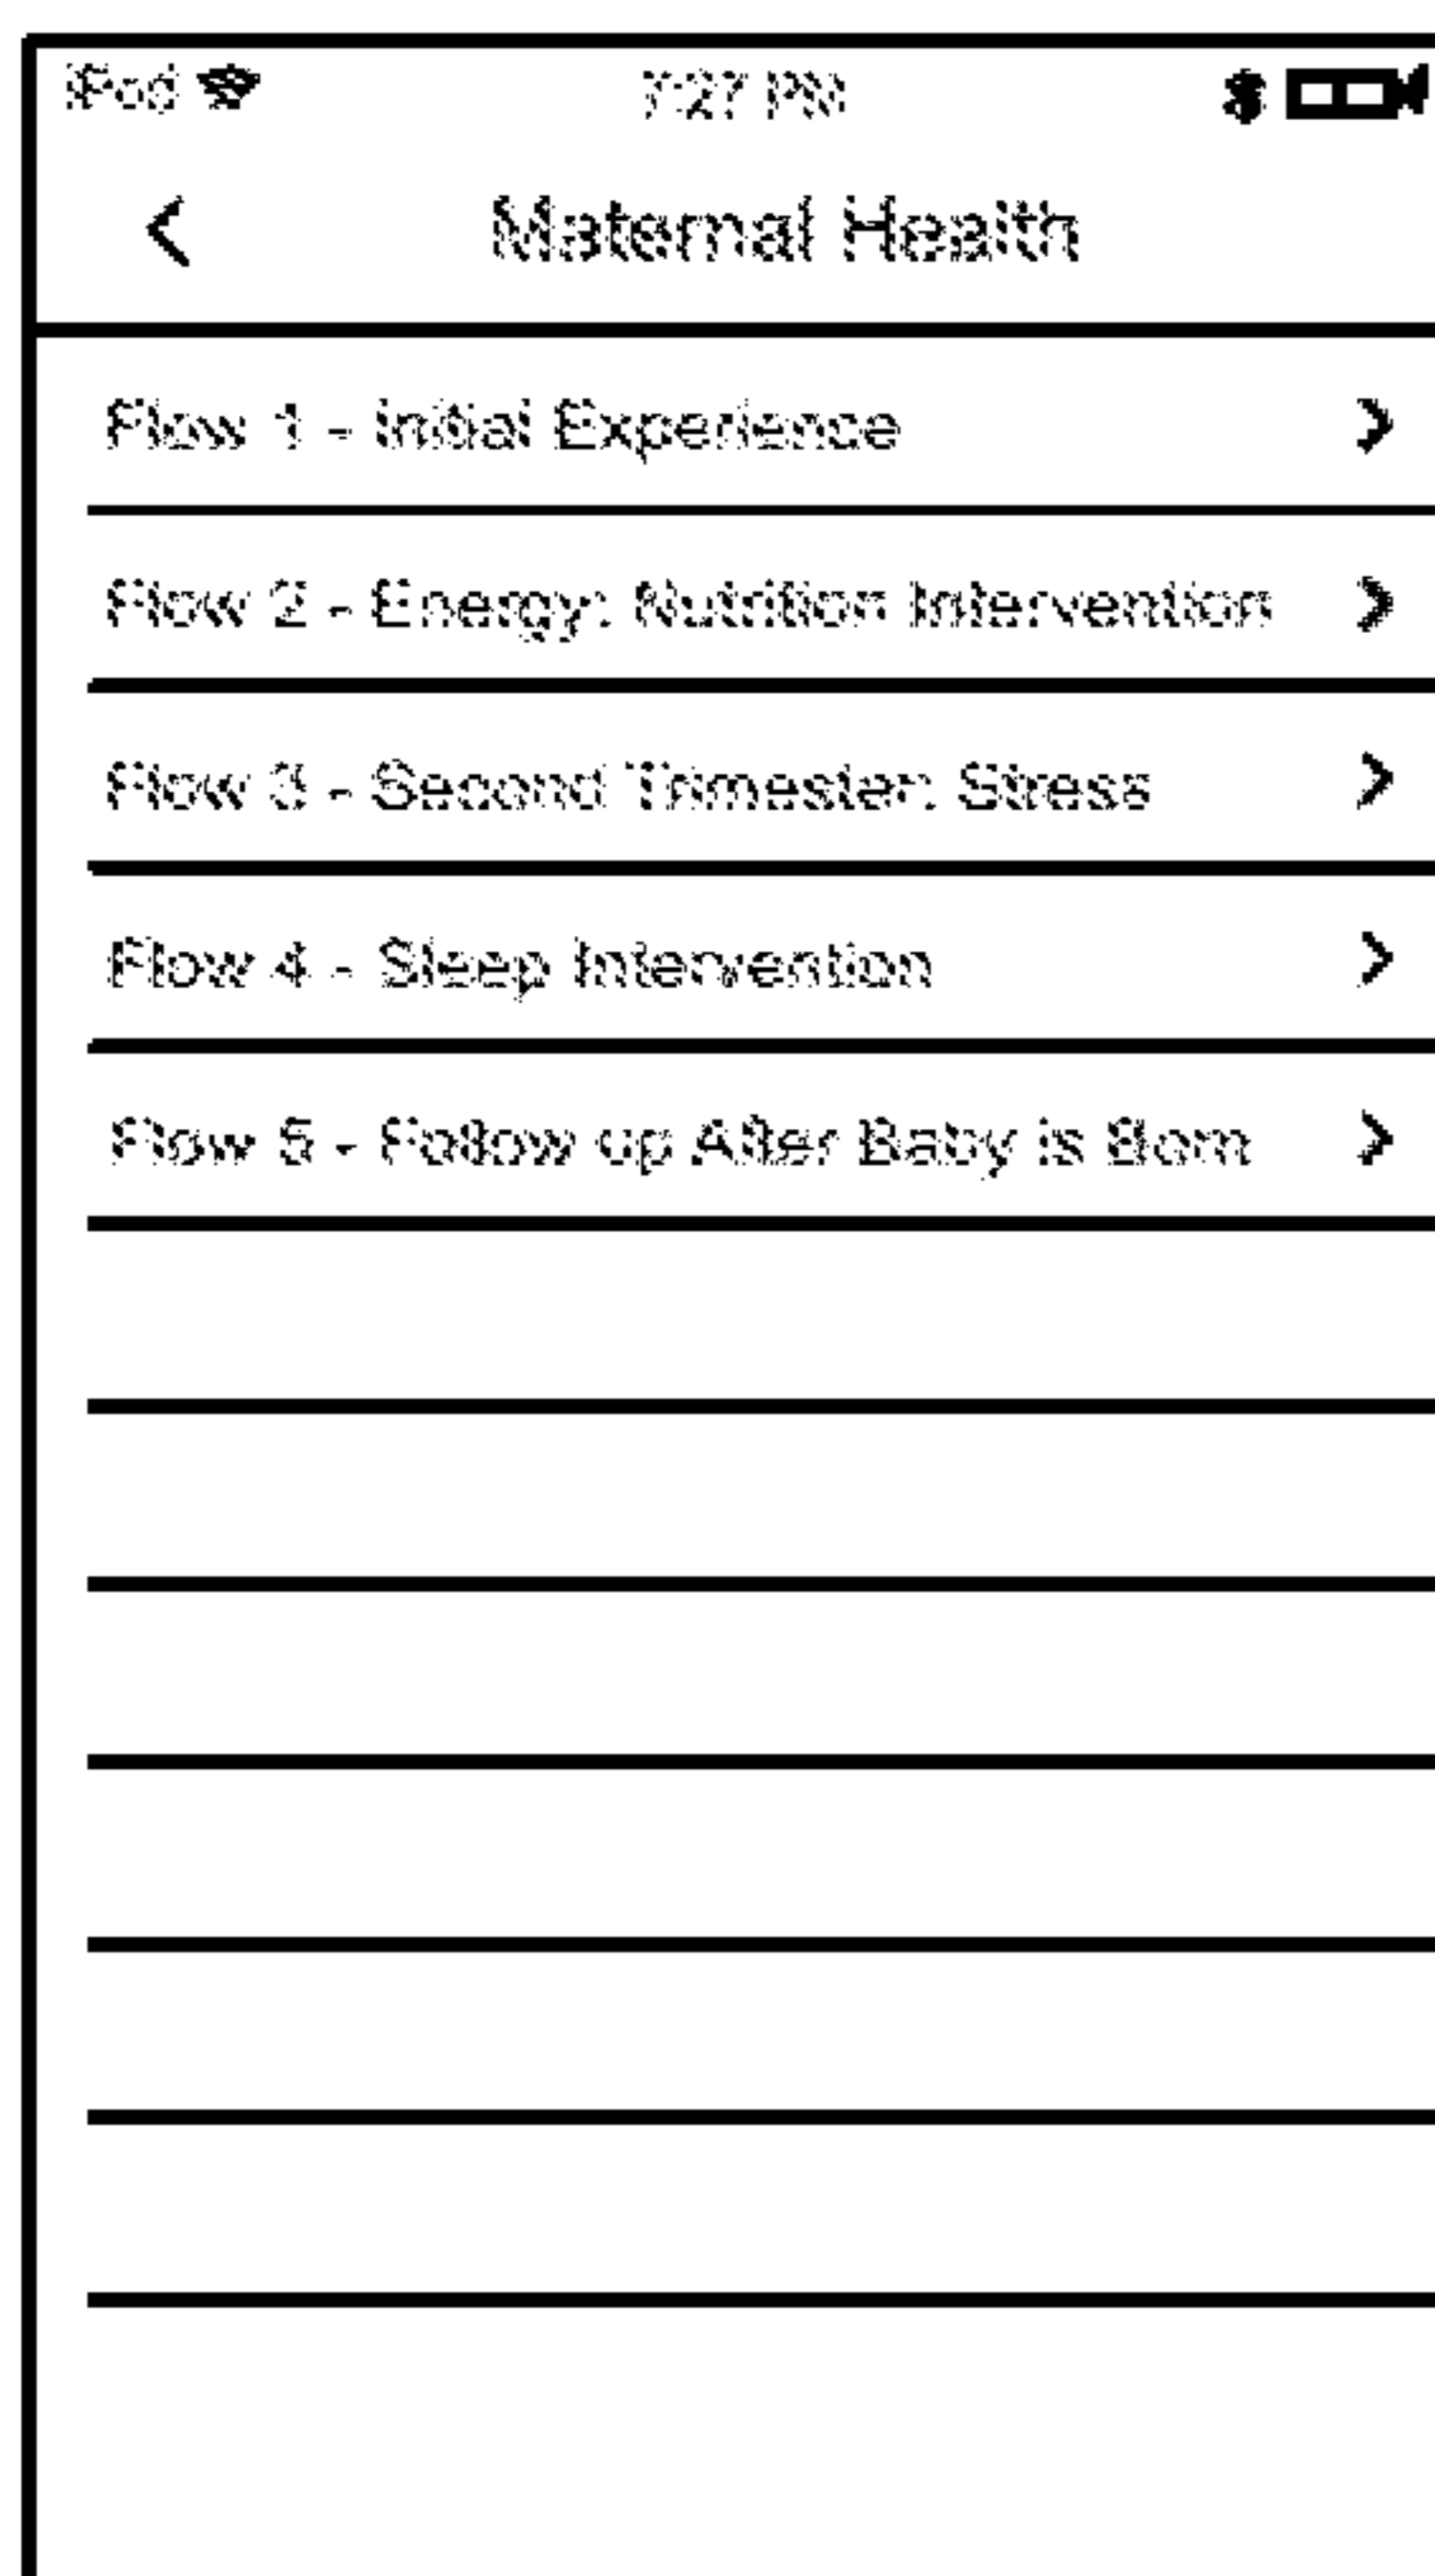 iPod 7:27 PM
Maternal Health
Flow 1 - Initial Experience
Flow 2 - Energy: Nutrition Intervention
Flow 3 - Second Trimester: Stress
Flow 4 - Sleep Intervention
Flow 5 - Follow up After Baby is Born